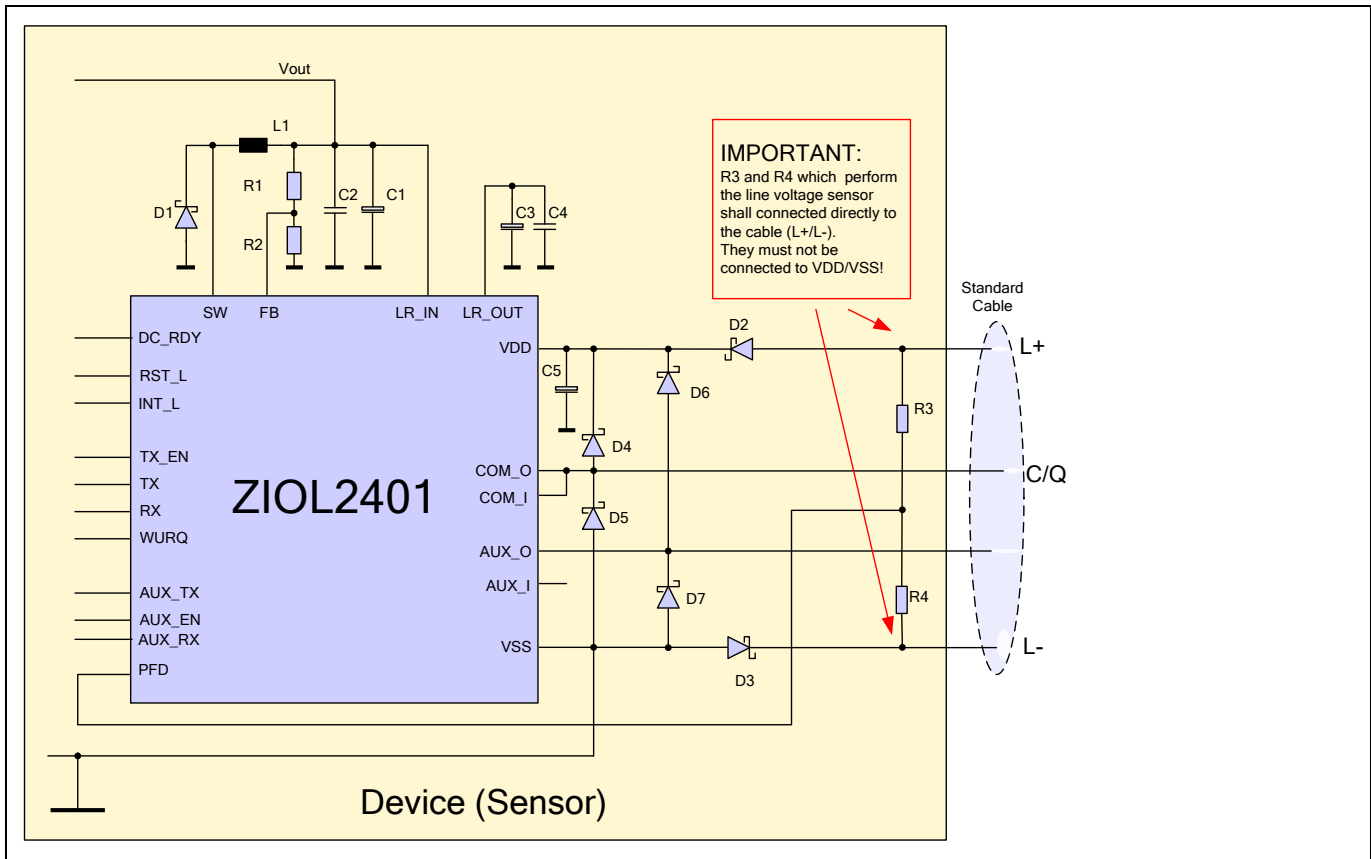 Vout
L1
R1
C2
C1
D1
R2
C3
C4
IMPORTANT:
R3 and R4 which perform
the line voltage sensor
shall connected directly to
the cable (L+/L-).
They must not be
connected to VDD/VSS!
Standard
Cable
SW
FB
LR_IN
LR_OUT
DC_RDY
RST_L
INT_L
TX_EN
TX
RX
WURQ
AUX_TX
AUX_EN
AUX_RX
PFD
ZIOL2401
VDD
COM_O
COM_I
AUX_O
AUX_I
VSS
C5
D2
D6
D4
D5
D7
D3
R3
R4
L+
C/Q
L-
Device (Sensor)